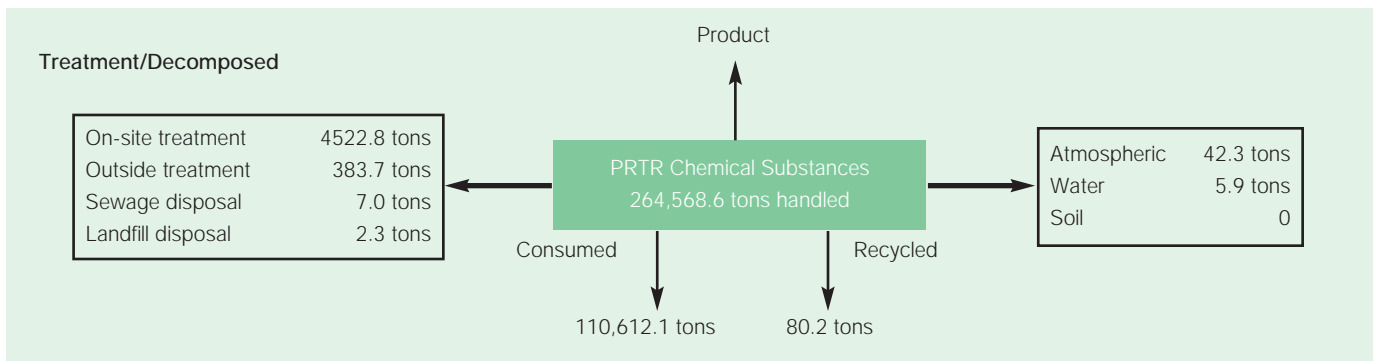 Product
Treatment/Decomposed
On-site treatment 4522.8 tons
Outside treatment 383.7 tons
Sewage disposal 7.0 tons
Landfill disposal 2.3 tons
PRTR Chemical Substances
264,568.6 tons handled
Atmospheric 42.3 tons
Water 5.9 tons
Soil 0
Consumed
Recycled
110,612.1 tons
80.2 tons